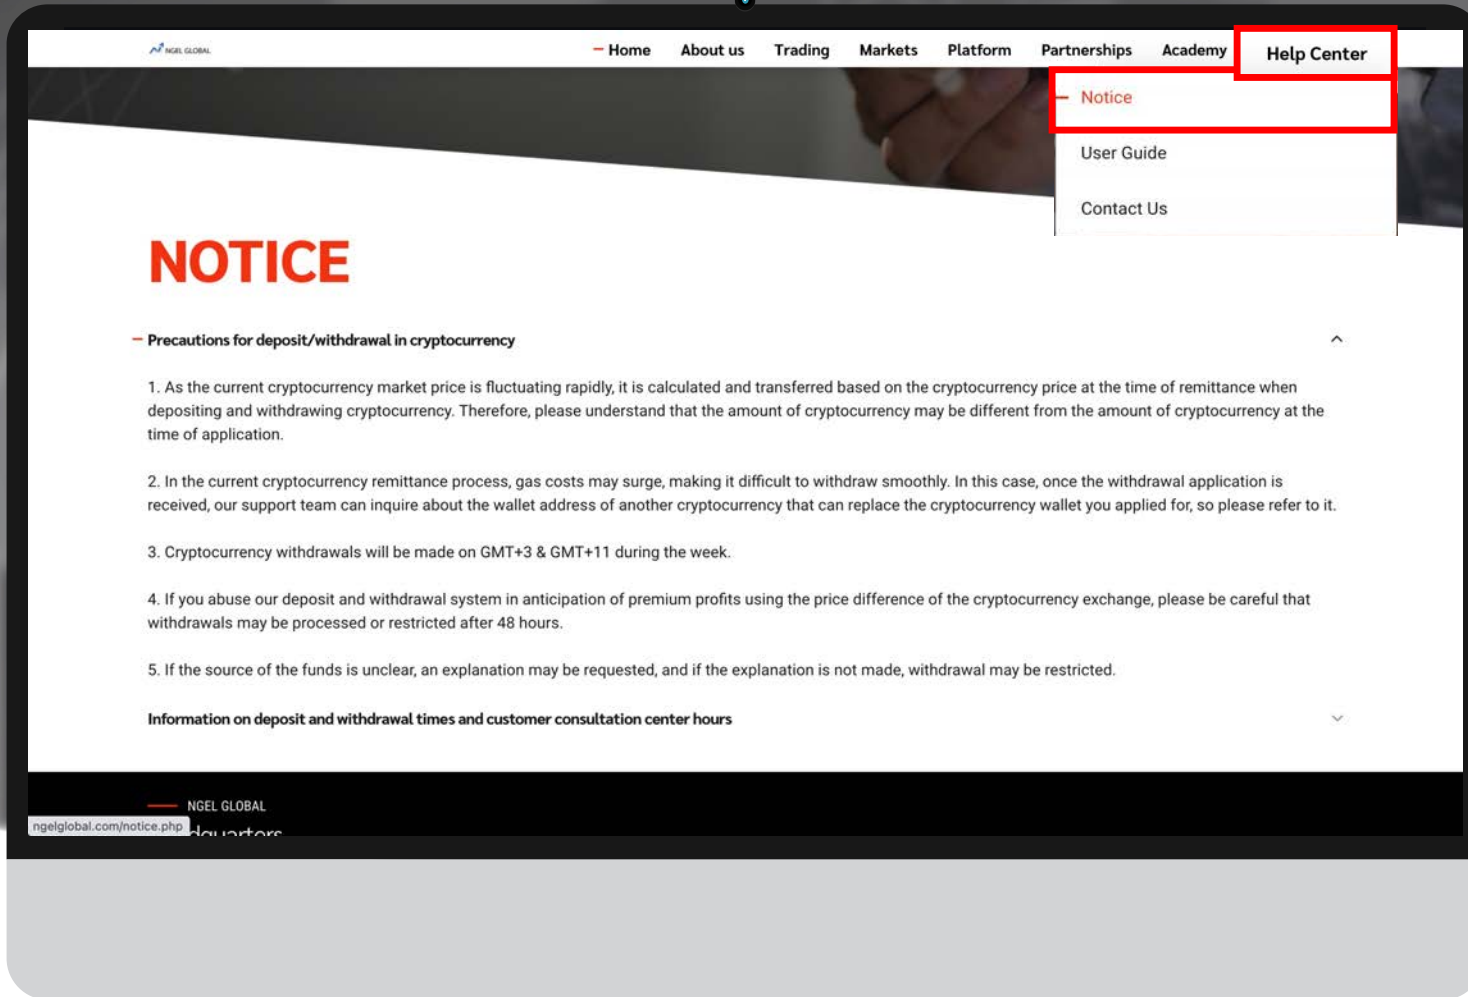 NGEL GLOBAL
Home About us Trading Markets Platform Partnerships Academy Help Center
Notice
User Guide
Contact Us
NOTICE
Precautions for deposit/withdrawal in cryptocurrency
1. As the current cryptocurrency market price is fluctuating rapidly, it is calculated and transferred based on the cryptocurrency price at the time of remittance when
depositing and withdrawing cryptocurrency. Therefore, please understand that the amount of cryptocurrency may be different from the amount of cryptocurrency at the
time of application.
2. In the current cryptocurrency remittance process, gas costs may surge, making it difficult to withdraw smoothly. In this case, once the withdrawal application is
received, our support team can inquire about the wallet address of another cryptocurrency that can replace the cryptocurrency wallet you applied for, so please refer to it.
3. Cryptocurrency withdrawals will be made on GMT+3 & GMT+11 during the week.
4. If you abuse our deposit and withdrawal system in anticipation of premium profits using the price difference of the cryptocurrency exchange, please be careful that
withdrawals may be processed or restricted after 48 hours.
5. If the source of the funds is unclear, an explanation may be requested, and if the explanation is not made, withdrawal may be restricted.
Information on deposit and withdrawal times and customer consultation center hours
NGEL GLOBAL
ngelglobal.com/notice.php